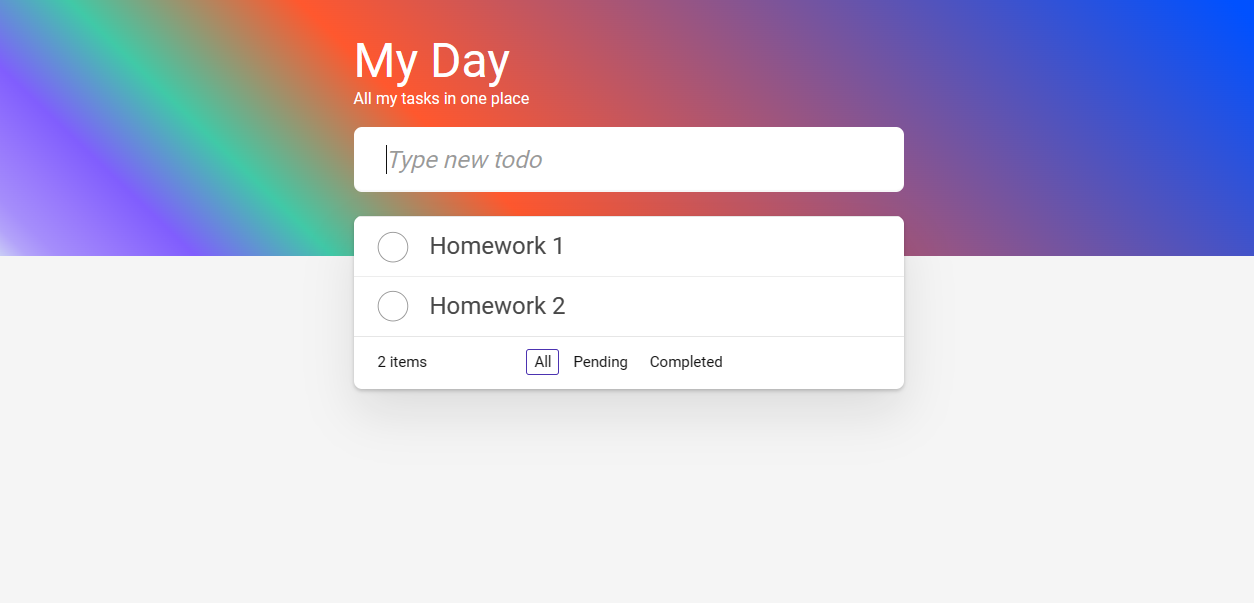 My Day
All my tasks in one place
Type new todo
Homework 1
Homework 2
2 items All Pending Completed